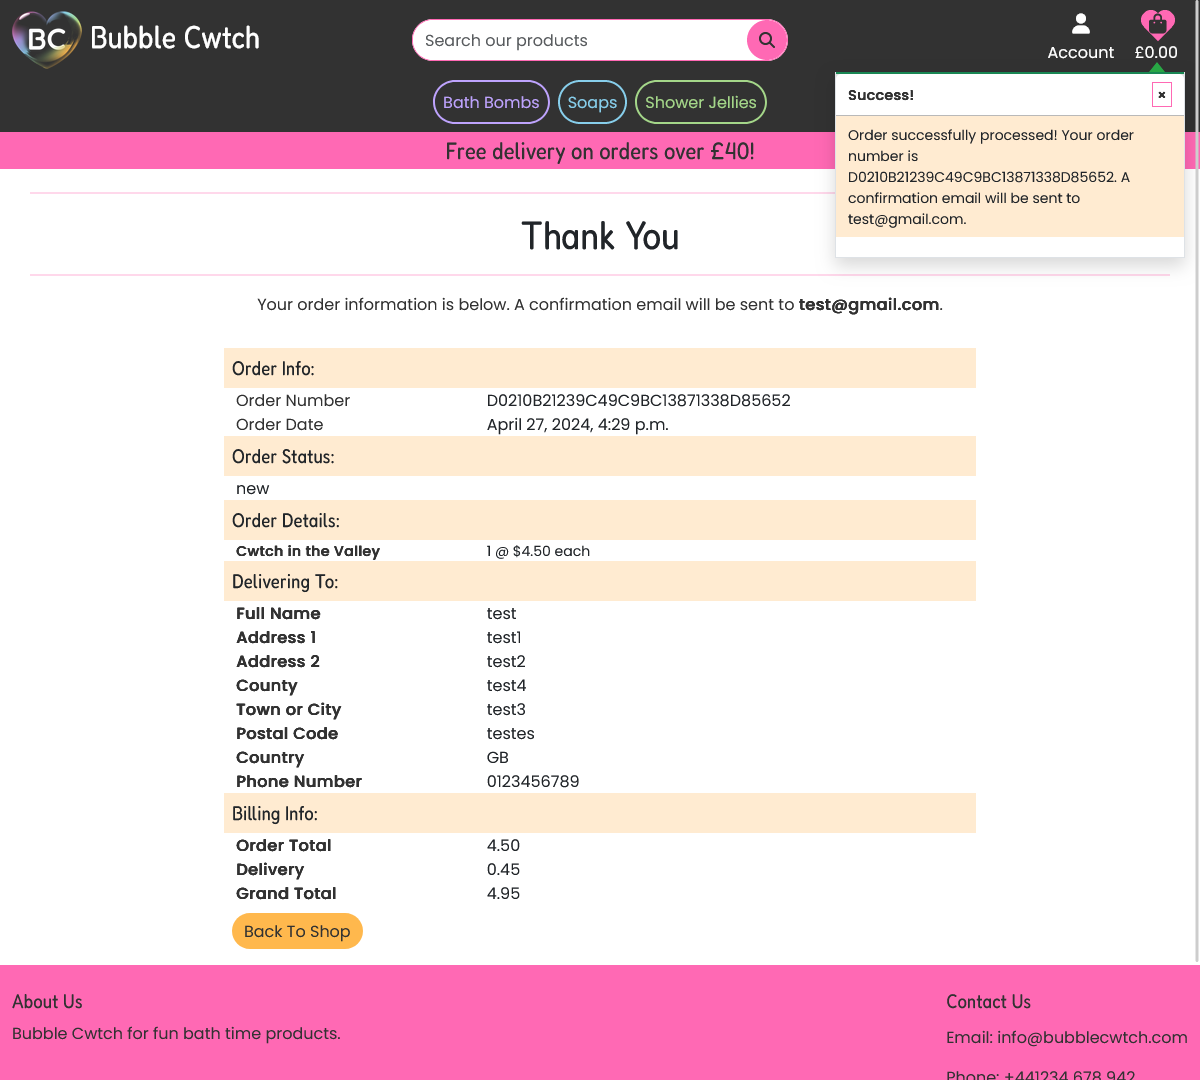 BC Bubble Cwtch
Search our products
Account
£0.00
Bath Bombs
Soaps
Shower Jellies
Free delivery on orders over £40!
Success!
×
Order successfully processed! Your order
number is
D0210B21239C49C9BC13871338D85652. A
confirmation email will be sent to
test@gmail.com.
Thank You
Your order information is below. A confirmation email will be sent to test@gmail.com.
Order Info:
Order Number D0210B21239C49C9BC13871338D85652
Order Date April 27, 2024, 4:29 p.m.
Order Status:
new
Order Details:
Cwtch in the Valley 1 @ $4.50 each
Delivering To:
Full Name test
Address 1 test1
Address 2 test2
County test4
Town or City test3
Postal Code testes
Country GB
Phone Number 0123456789
Billing Info:
Order Total 4.50
Delivery 0.45
Grand Total 4.95
Back To Shop
About Us
Bubble Cwtch for fun bath time products.
Contact Us
Email: info@bubblecwtch.com
Phone: +441234 678 942